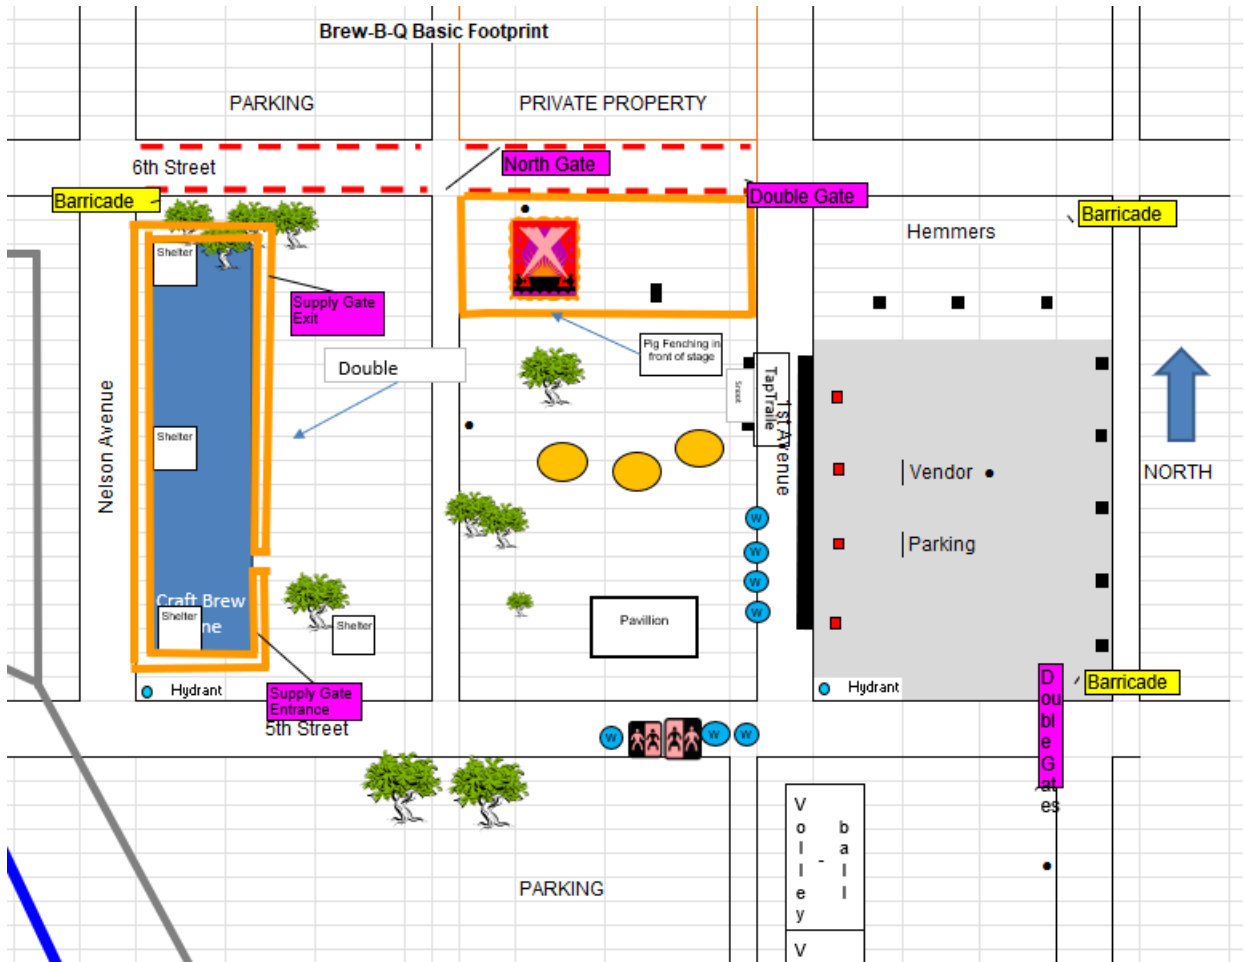 Brew-B-Q Basic Footprint
PARKING
PRIVATE PROPERTY
6th Street
North Gate
Double Gate
Barricade
Barricade
Hemmers
Shelter
Supply Gate
Exit
Pig Fenching in
front of stage
Double
TapTraile
1st Avenue
Nelson Avenue
Shelter
Vendor
NORTH
W
W
W
W
Parking
Craft Brew
Shelter
ne
Shelter
Pavillion
Hydrant
Supply Gate
Entrance
Hydrant
Double Gates
Barricade
5th Street
W
W
W
Volley - ball
PARKING
V